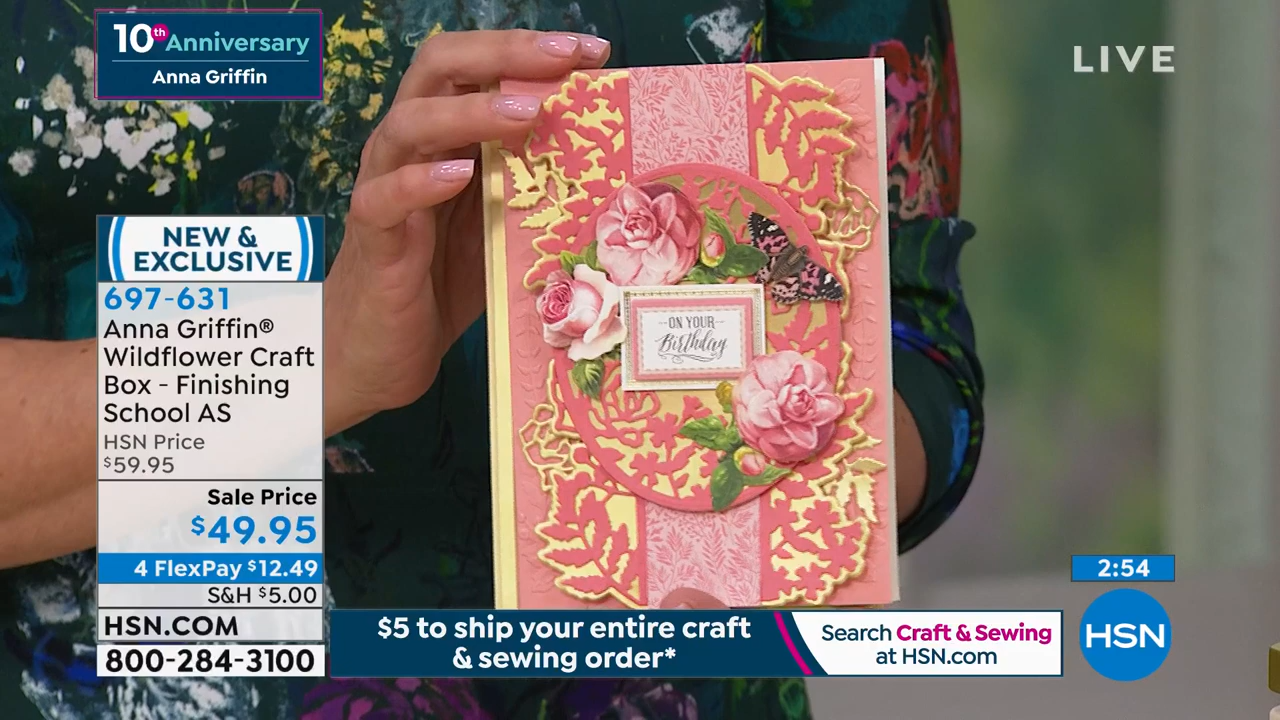 10th Anniversary
Anna Griffin
LIVE
NEW &
EXCLUSIVE
697-631
Anna Griffin®
Wildflower Craft
Box - Finishing
School AS
HSN Price
$59.95
Sale Price
$49.95
4 FlexPay $12.49
S&H $5.00
HSN.COM
800-284-3100
ON YOUR
Birthday
$5 to ship your entire craft
& sewing order*
Search Craft & Sewing
at HSN.com
2:54
HSN